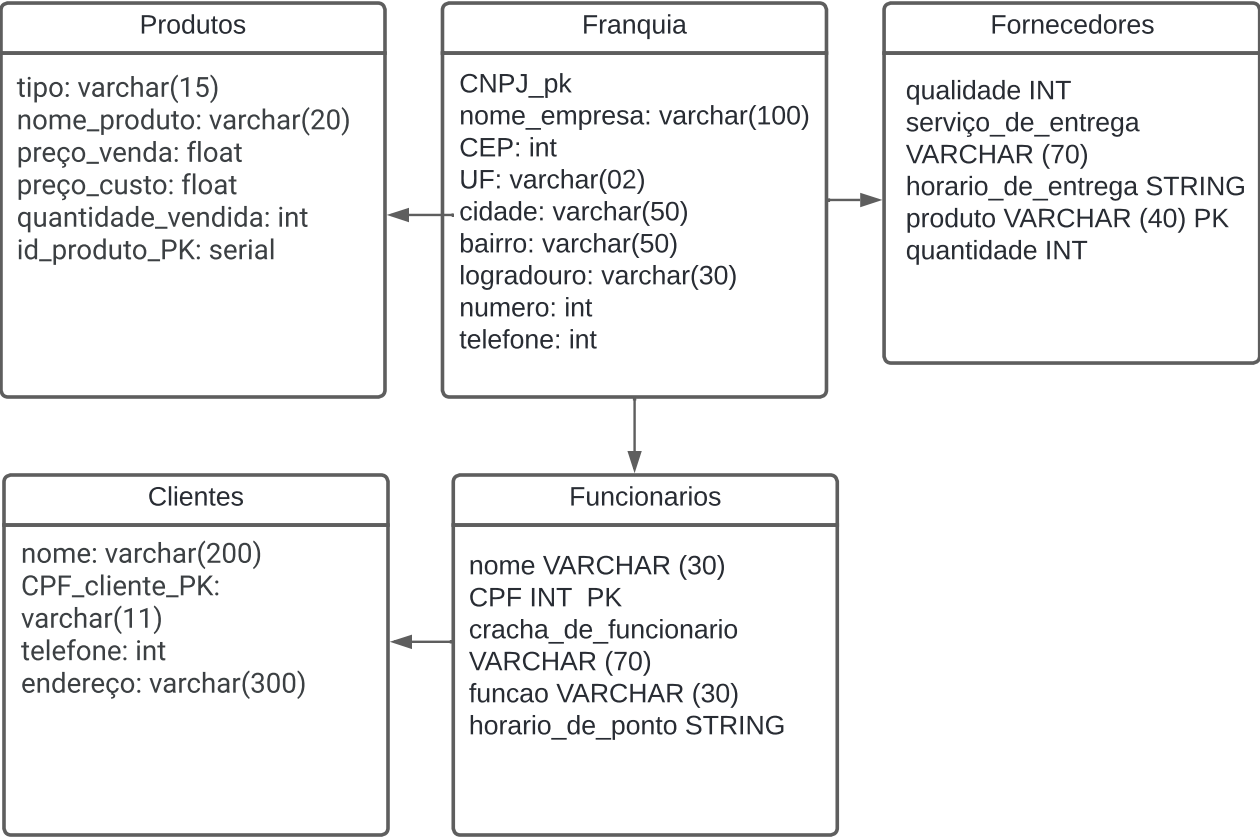 Produtos
tipo: varchar(15)
nome_produto: varchar(20)
preço_venda: float
preço_custo: float
quantidade_vendida: int
id_produto_PK: serial
Franquia
CNPJ_pk
nome_empresa: varchar(100)
CEP: int
UF: varchar(02)
cidade: varchar(50)
bairro: varchar(50)
logradouro: varchar(30)
numero: int
telefone: int
Fornecedores
qualidade INT
serviço_de_entrega
VARCHAR (70)
horario_de_entrega STRING
produto VARCHAR (40) PK
quantidade INT
Clientes
nome: varchar(200)
CPF_cliente_PK:
varchar(11)
telefone: int
endereço: varchar(300)
Funcionarios
nome VARCHAR (30)
CPF INT  PK
cracha_de_funcionario
VARCHAR (70)
funcao VARCHAR (30)
horario_de_ponto STRING